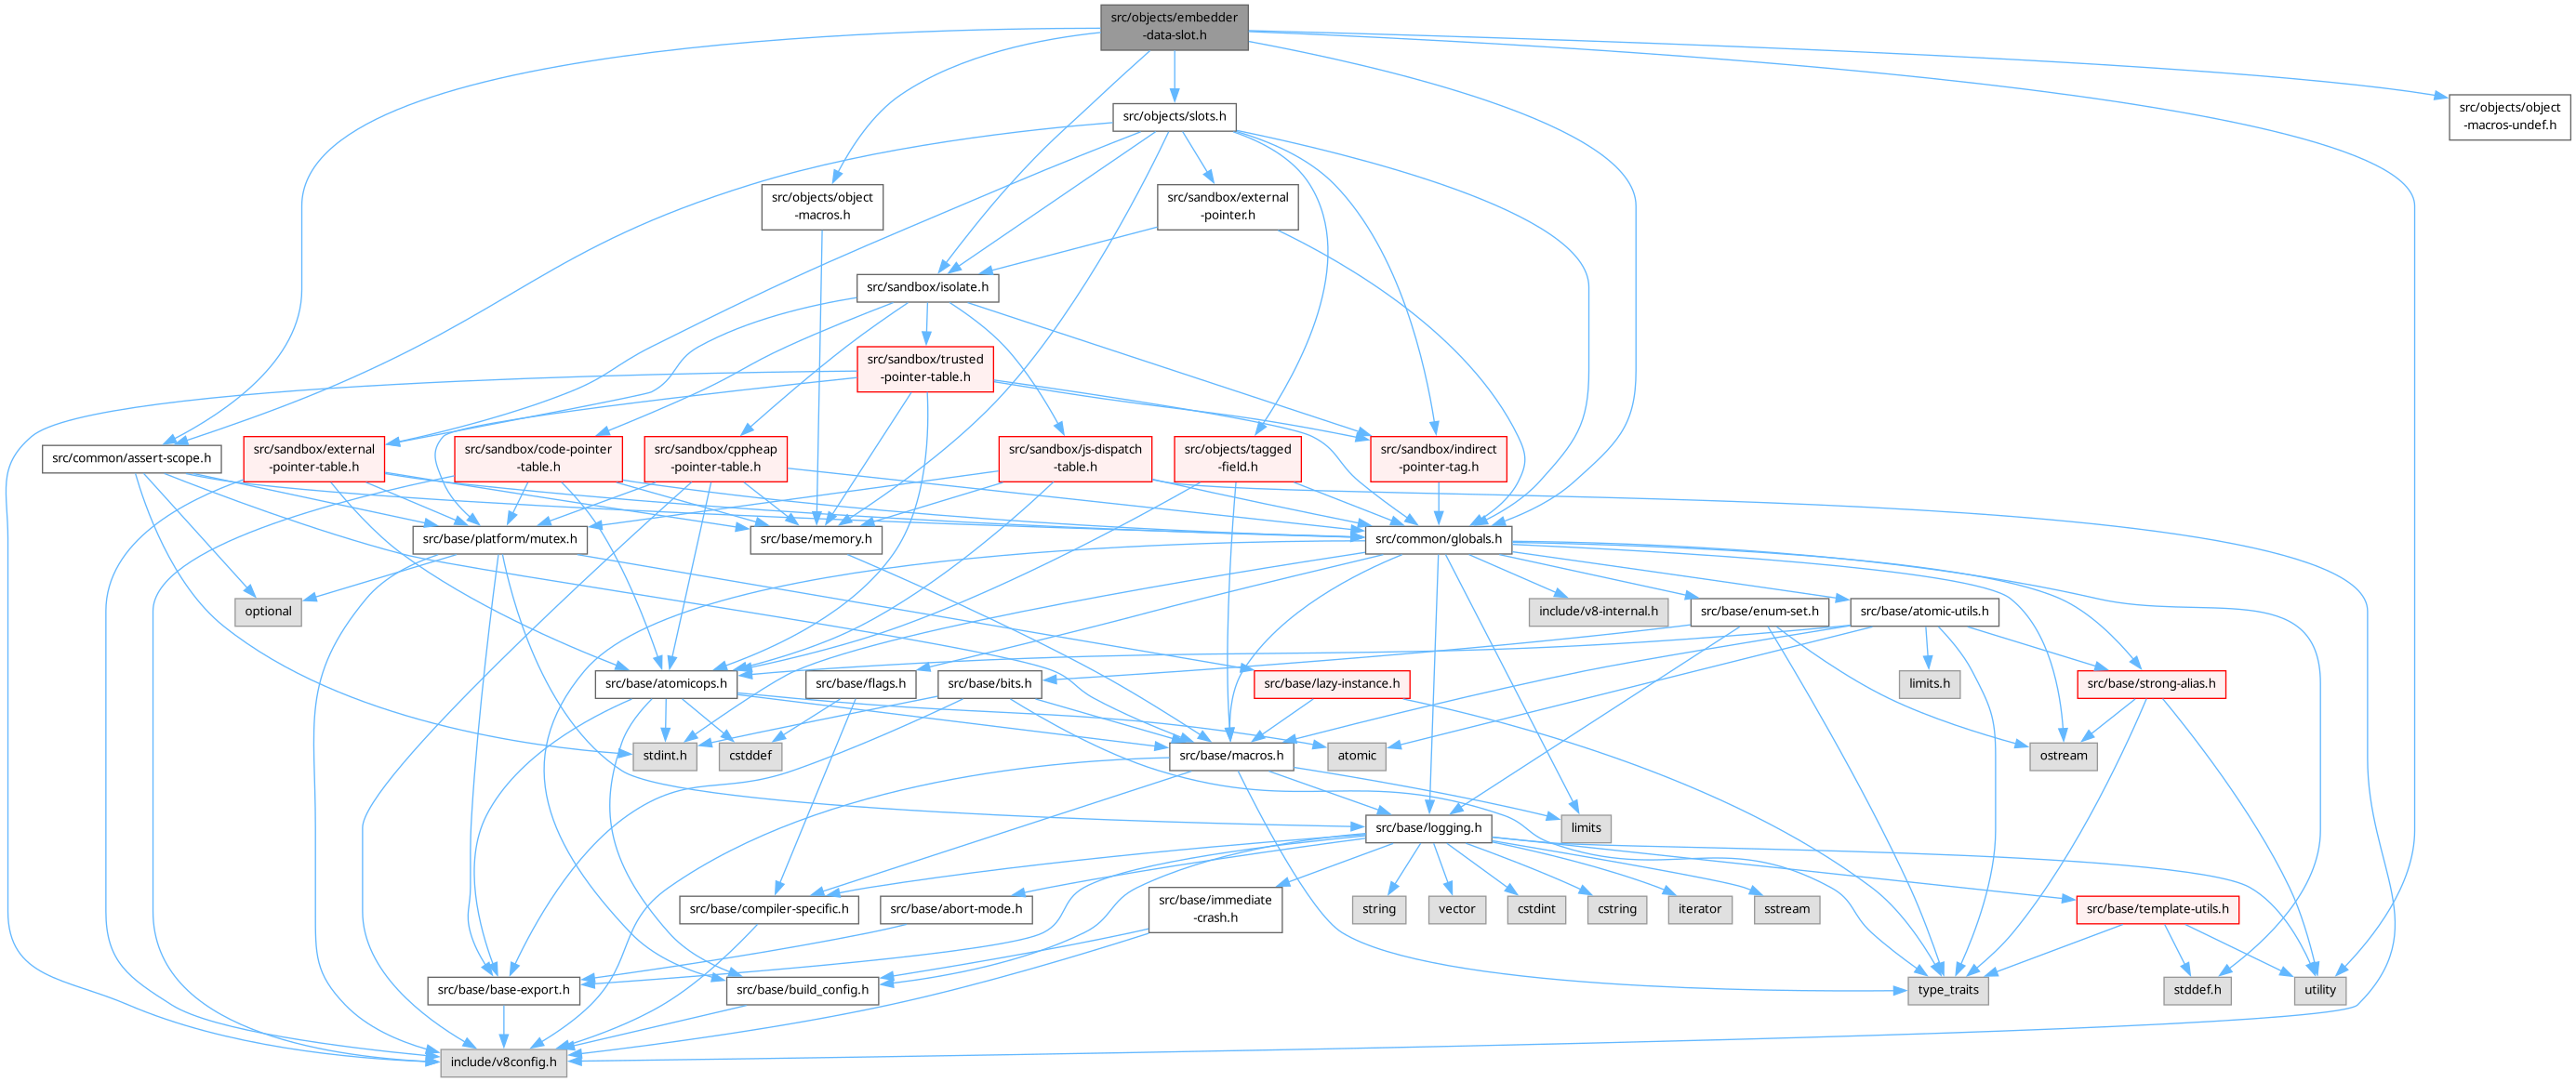 src/objects/embedder
-data-slot.h
src/objects/object
-macros-undef.h
src/objects/slots.h
src/objects/object
-macros.h
src/sandbox/external
-pointer.h
src/sandbox/isolate.h
src/sandbox/trusted
-pointer-table.h
src/common/assert-scope.h
src/sandbox/external
-pointer-table.h
src/sandbox/code-pointer
-table.h
src/sandbox/cppheap
-pointer-table.h
src/sandbox/js-dispatch
-table.h
src/objects/tagged
-field.h
src/sandbox/indirect
-pointer-tag.h
src/base/platform/mutex.h
src/base/memory.h
src/common/globals.h
optional
include/v8-internal.h
src/base/enum-set.h
src/base/atomic-utils.h
src/base/atomicops.h
src/base/flags.h
src/base/bits.h
src/base/lazy-instance.h
limits.h
src/base/strong-alias.h
stdint.h
cstddef
src/base/macros.h
atomic
ostream
src/base/logging.h
limits
src/base/compiler-specific.h
src/base/abort-mode.h
src/base/immediate
-crash.h
string
vector
cstdint
cstring
iterator
sstream
src/base/template-utils.h
src/base/base-export.h
src/base/build_config.h
type_traits
stddef.h
utility
include/v8config.h